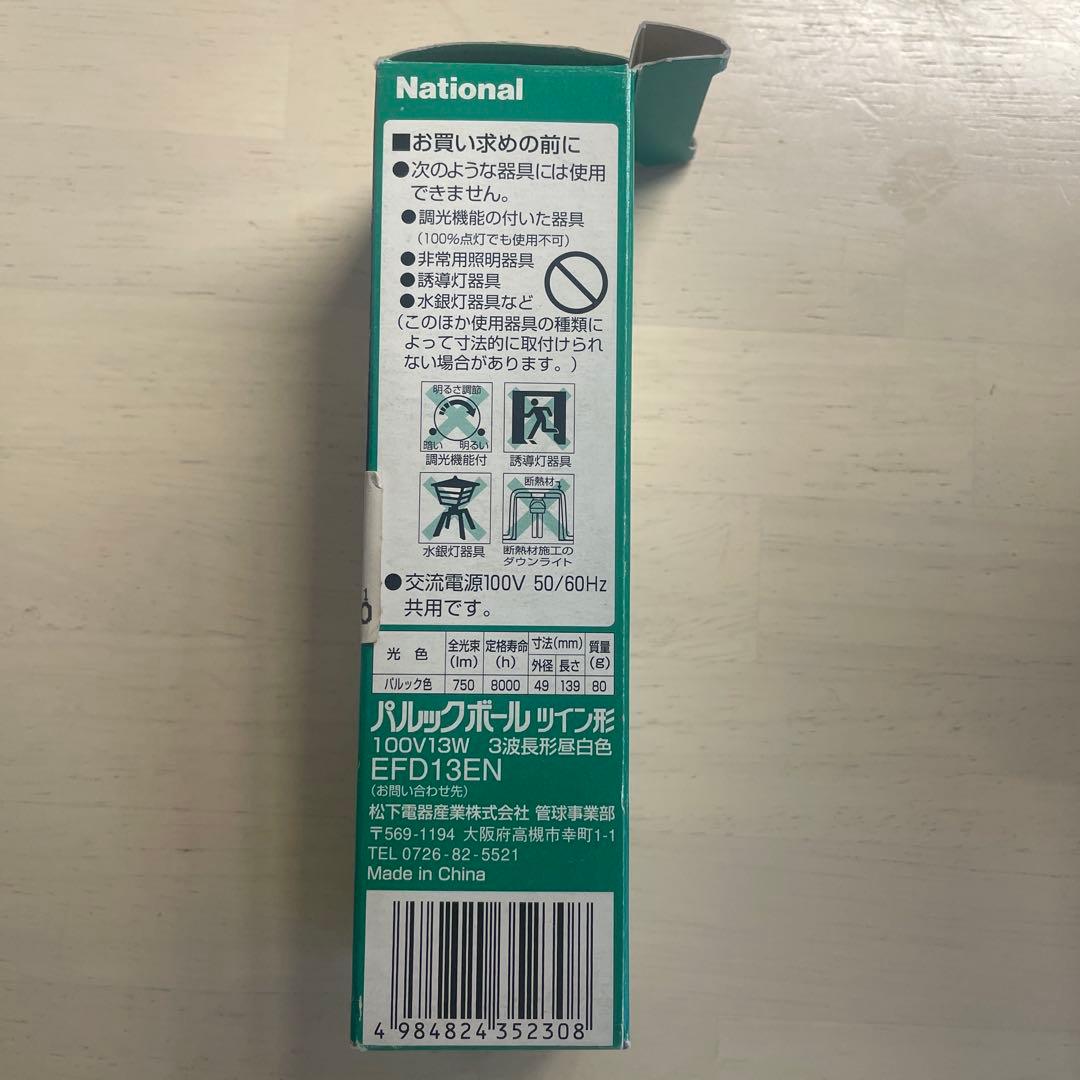 National
■お買い求めの前に
●次のような器具には使用
できません。
●調光機能の付いた器具
(100%点灯でも使用不可)
●非常用照明器具
●誘導灯器具
●水銀灯器具など
(このほか使用器具の種類に
よって寸法的に取付けられ
ない場合があります。)
明るさ調節
暗い 明るい
調光機能付
誘導灯器具
水銀灯器具
断熱材
断熱材施工の
ダウンライト
●交流電源100V 50/60Hz
共用です。
光色 全光束(lm) 定格寿命(h) 寸法(mm) 外径 長さ 質量(g)
パルック色 750 8000 49 139 80
パルックボール ツイン形
100V13W 3波長形昼白色
EFD13EN
(お問い合わせ先)
松下電器産業株式会社 管球事業部
〒569-1194 大阪府高槻市幸町1-1
TEL 0726-82-5521
Made in China
4 984824 352308